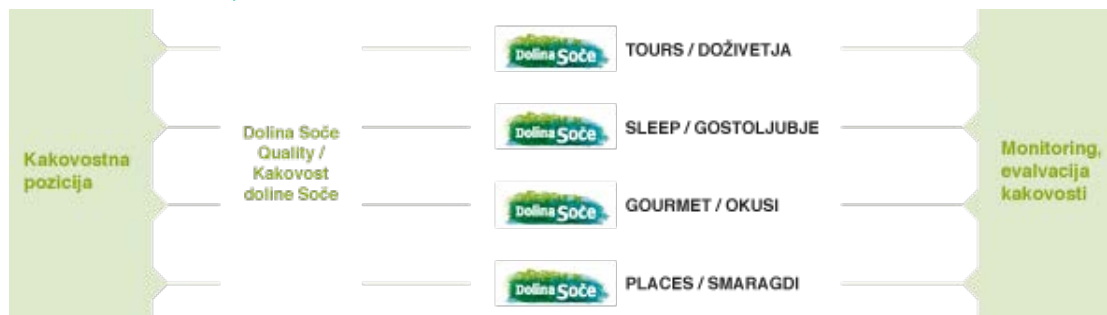 Kakovostna
pozicija
Dolina Soče
Quality /
Kakovost
doline Soče
Dolina Soče
TOURS / DOŽIVETJA
Dolina Soče
SLEEP / GOSTOLJUBJE
Dolina Soče
GOURMET / OKUSI
Dolina Soče
PLACES / SMARAGDI
Monitoring,
evalvacija
kakovosti